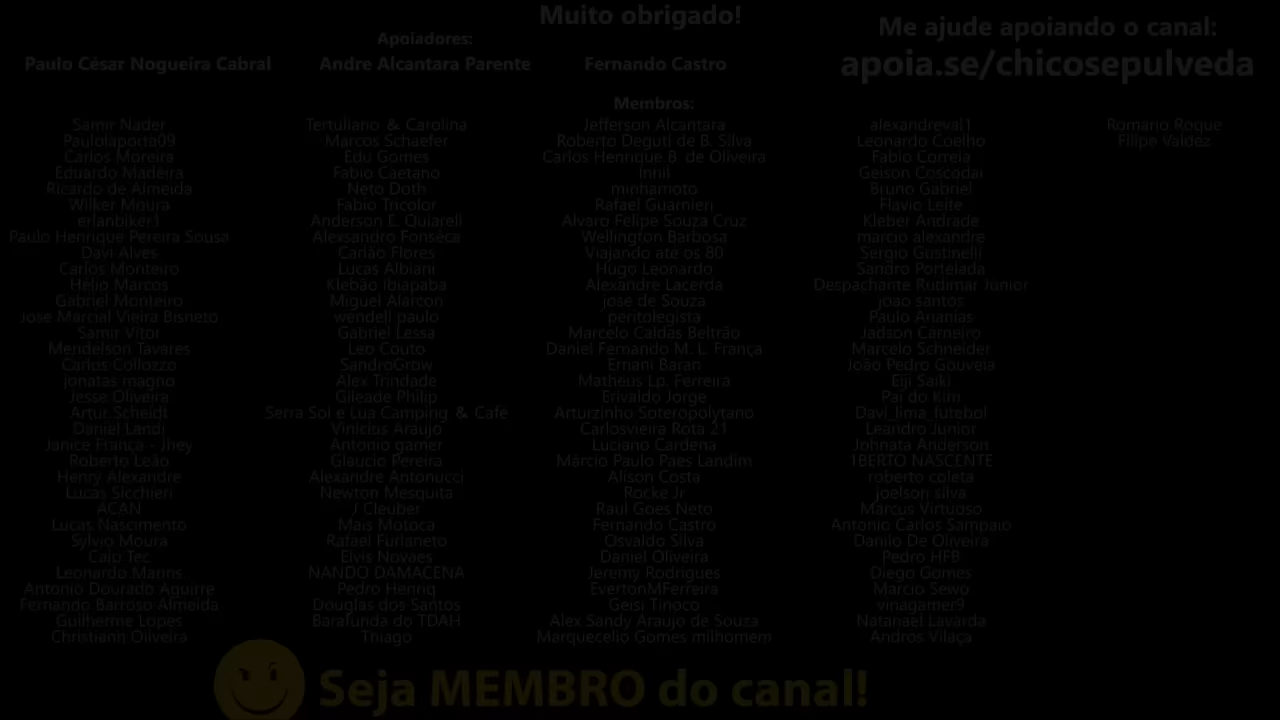 Muito obrigado!
Me ajude apoiando o canal:
apoia.se/chicosepulveda
Apoiadores:
Paulo César Nogueira Cabral
Andre Alcantara Parente
Fernando Castro
Membros:
Samir Nader
Paulolaporta09
Carlos Moreira
Eduardo Madeira
Ricardo de Almeida
Wilker Moura
erlanbiker1
Paulo Henrique Pereira Sousa
Davi Alves
Carlos Monteiro
Hélio Marcos
Gabriel Monteiro
Jose Marcial Vieira Bisneto
Samir Vitor
Mendelson Tavares
Carlos Collozzo
jonatas magno
Jesse Oliveira
Artur Scheidt
Daniel Landi
Janice França - Jhey
Roberto Leão
Henry Alexandre
Lucas Sicchieri
ACAN
Lucas Nascimento
Sylvio Moura
Calci Tec
Leonardo
Antonio Dourado Aguirre
Fernando Barroso Almeida
Guilherme Lopes
Christiann Oliveira
Tertuliano & Carolina
Marcos Schaefer
Edu Gomes
Fabio Caetano
Neto Doth
Fabio Tricolor
Anderson E. Quiarell
Alexsandro Fonsêca
Carlão Flores
Lucas Albiani
Klebão ibiapaba
Miguel Alarcon
wendell paulo
Gabriel Lessa
Leo Couto
SandroGrow
Alex Trindade
Gileade Philip
Serra Sol e Lua Camping & Café
Vinicius Araujo
Antonio gamer
Glaucio Pereira
Alexandre Antonucci
Newton Mesquita
J Cleuber
Mais Motoca
Rafael Furlaneto
Elvis Novaes
NANDO DAMACENA
Pedro Henriq
Douglas dos Santos
Barafunda do TDAH
Thiago
Jefferson Alcantara
Roberto Deguti de B. Silva
Carlos Henrique B. de Oliveira
minhamoto
Rafael Guarnieri
Alvaro Felipe Souza Cruz
Wellington Barbosa
Viajando até os 80
Hugo Leonardo
Alexandre Lacerda
jose de Souza
peritolegista
Marcelo Caldas Beltrão
Daniel Fernando M. L. França
Ernani Baran
Matheus Lp. Ferreira
Erivaldo Jorge
Arturzinho Soteropolytano
Carlosvieira Rota 21
Luciano Cardena
Márcio Paulo Paes Landim
Alison Costa
Rocke Jr
Raul Goes Neto
Fernando Castro
Osvaldo Silva
Daniel Oliveira
Jeremy Rodrigues
EvertonMFerreira
Geisi Tinoco
Alex Sandy Araujo de Souza
Marquecelio Gomes milhomem
alexandreval1
Leonardo Coelho
Fabio Correia
Geison Coscodai
Bruno Gabriel
Flavio Leite
Kleber Andrade
marcio alexandre
Sergio Gustinelli
Sandro Portelada
Despachante Rudimar Júnior
joao santos
Paulo Ananias
Jadson Carneiro
Marcelo Schneider
João Pedro Gouveia
Eiji Saiki
Pai do Kim
Davi_lima_futebol
Leandro Junior
Johnata Anderson
1BERTO NASCENTE
roberto coleta
joelson silva
Marcus Virtuoso
Antonio Carlos Sampaio
Danilo De Oliveira
Pedro HFB
Diego Gomes
Marcio Sewo
vinagamer9
Natanael Lavarda
Andros Vilaça
Romario Roque
Filipe Valdez
Seja MEMBRO do canal!